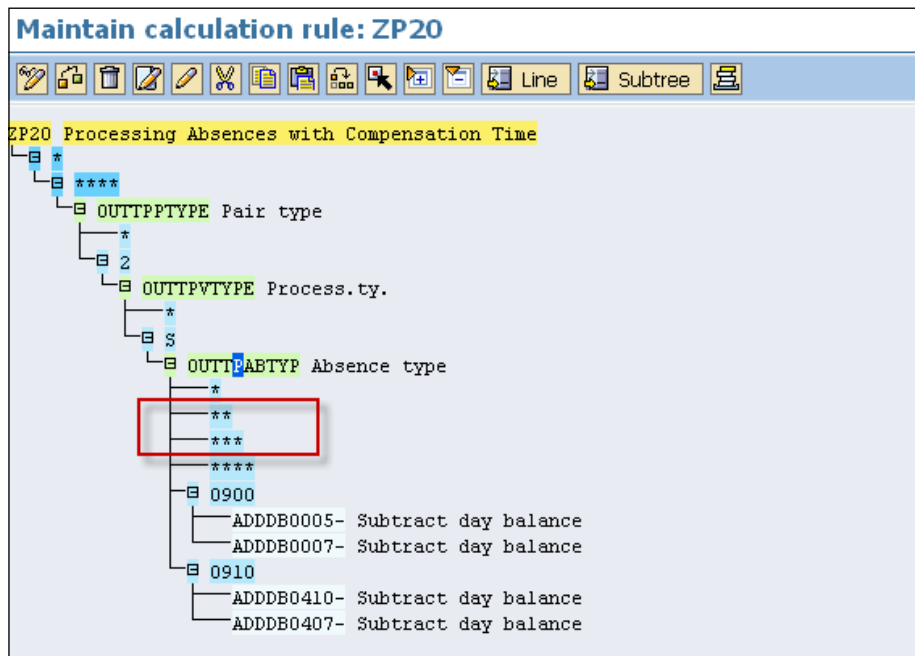 Maintain calculation rule: ZP20
Line Subtree
ZP20 Processing Absences with Compensation Time
*
****
OUTTPPTYPE Pair type
*
2
OUTTPVTYPE Process.ty.
*
S
OUTTPABTYP Absence type
*
**
***
****
0900
ADDDB0005- Subtract day balance
ADDDB0007- Subtract day balance
0910
ADDDB0410- Subtract day balance
ADDDB0407- Subtract day balance